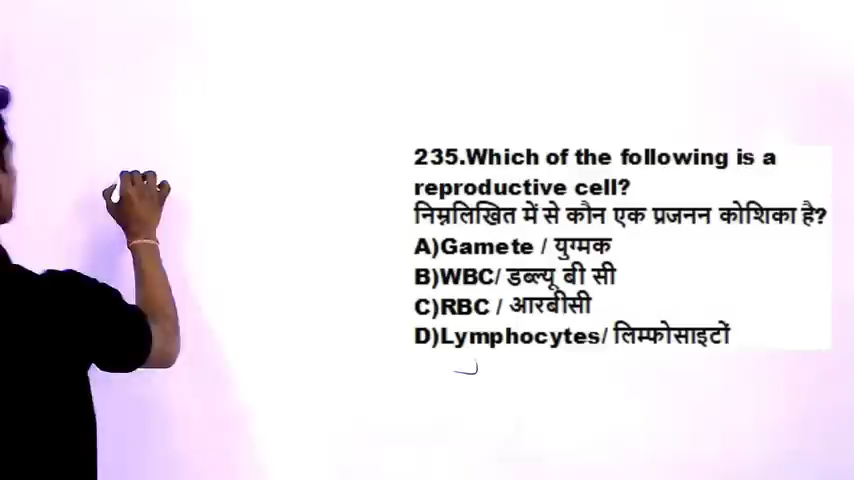 235.Which of the following is a
reproductive cell?
निम्नलिखित में से कौन एक प्रजनन कोशिका है?
A)Gamete / युग्मक
B)WBC/ डब्ल्यू बी सी
C)RBC / आरबीसी
D)Lymphocytes/ लिम्फोसाइटों